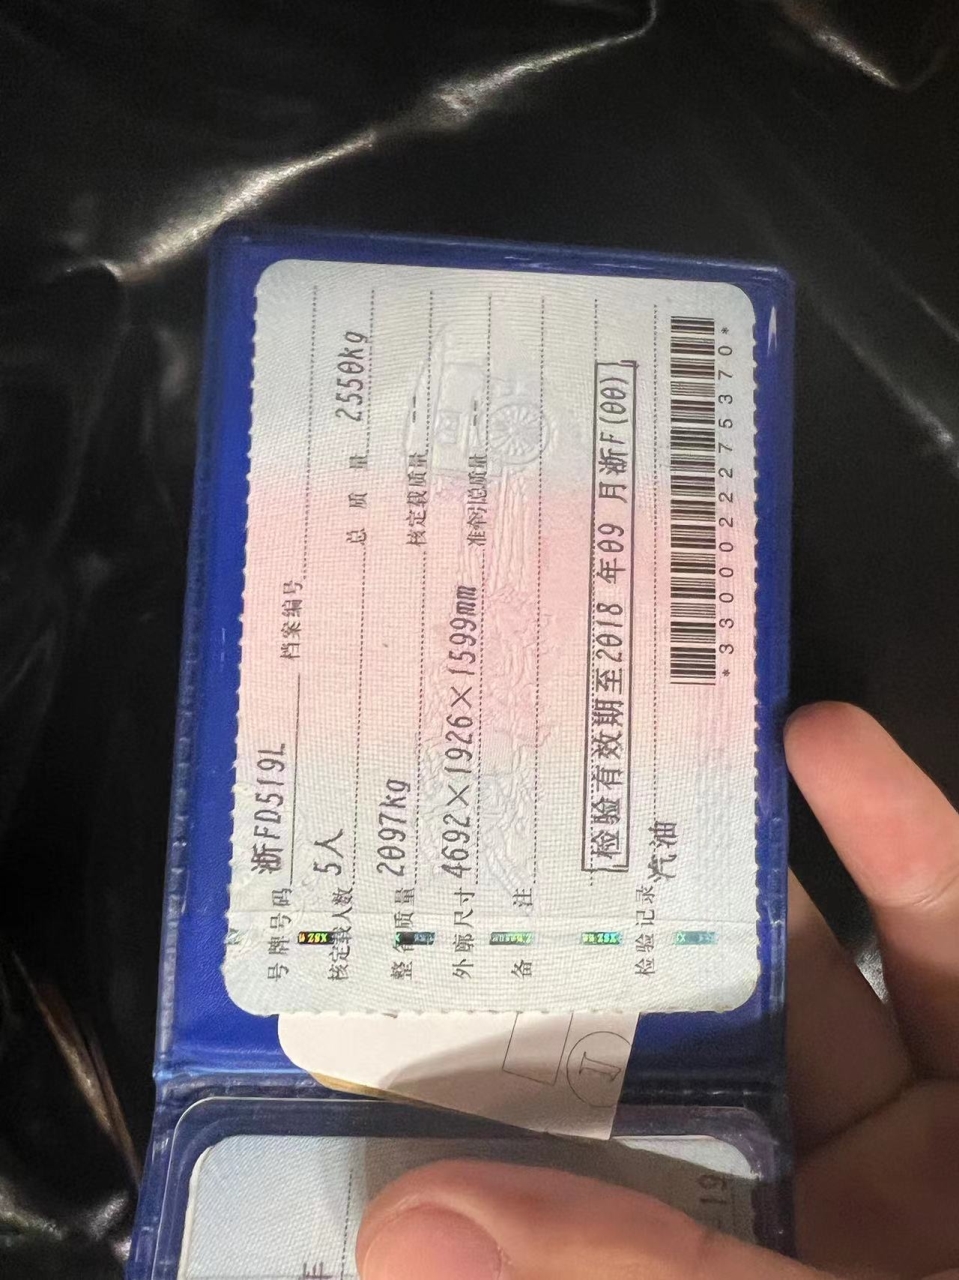 号牌号码 浙FD519L 档案编号
核定载人数 5人 总质量 2550kg
整备质量 2097kg 核定载质量 --
外廓尺寸 4692×1926×1599mm 准牵引总质量 --
备注
检验有效期至2018年09月浙F(00)
检验记录 汽油
*3300022275370*